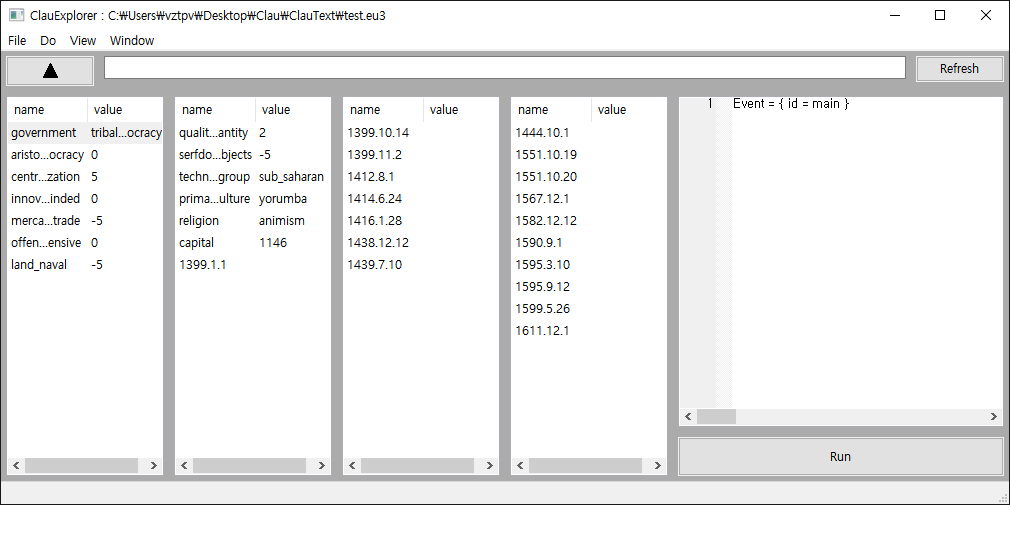 ClauExplorer : C:₩Users₩vztpv₩Desktop₩Clau₩ClauText₩test.eu3
File Do View Window
▲ Refresh
name value
government tribal...ocracy
aristo...ocracy 0
centr...zation 5
innov...inded 0
merca...trade -5
offen...ensive 0
land_naval -5
name value
qualit...antity 2
serfdo...bjects -5
techn...group sub_saharan
prima...ulture yorumba
religion animism
capital 1146
1399.1.1
name value
1399.10.14
1399.11.2
1412.8.1
1414.6.24
1416.1.28
1438.12.12
1439.7.10
name value
1444.10.1
1551.10.19
1551.10.20
1567.12.1
1582.12.12
1590.9.1
1595.3.10
1595.9.12
1599.5.26
1611.12.1
1 Event = { id = main }
Run